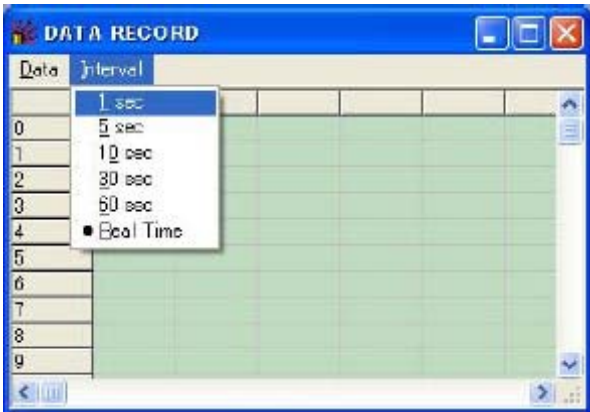 DATA RECORD
Data Interval
1 sec
0
5 sec
1
10 sec
2
30 sec
3
60 sec
4
● Real Time
5
6
7
8
9